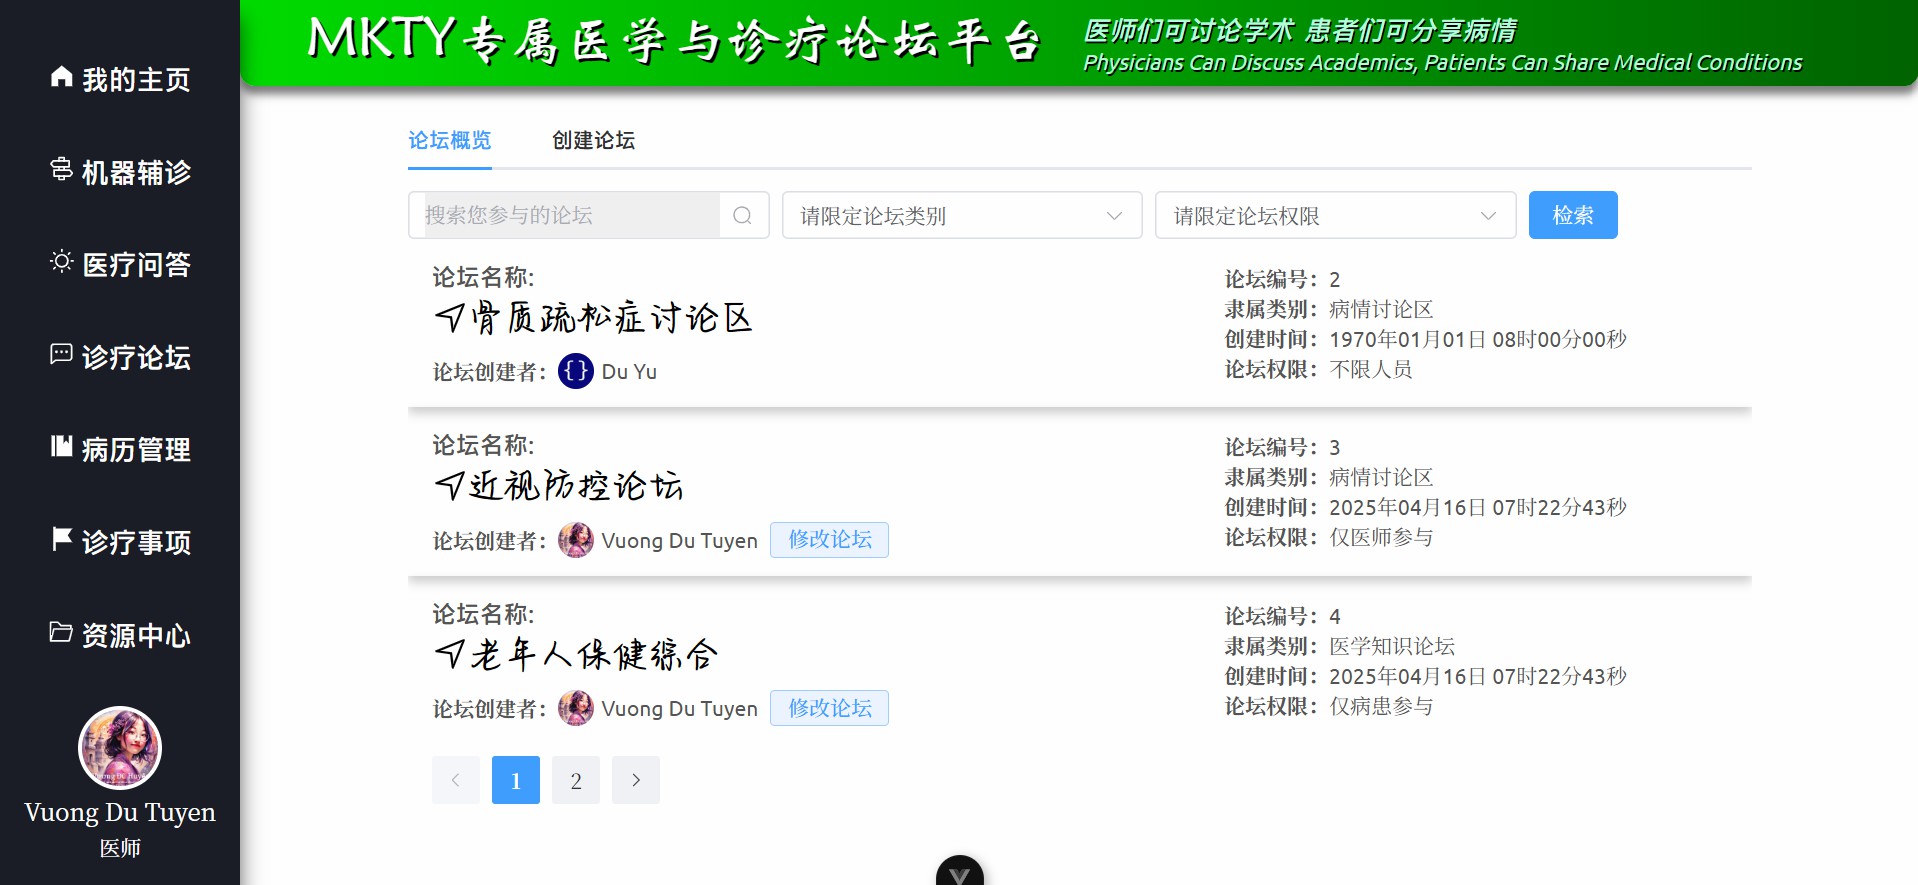 我的主页
机器辅诊
医疗问答
诊疗论坛
病历管理
诊疗事项
资源中心
Vuong Du Tuyen
医师
MKTY专属医学与诊疗论坛平台
医师们可讨论学术 患者们可分享病情
Physicians Can Discuss Academics, Patients Can Share Medical Conditions
论坛概览 创建论坛
搜索您参与的论坛 请限定论坛类别 请限定论坛权限 检索
论坛名称:
骨质疏松症讨论区
论坛创建者: {} Du Yu
论坛编号: 2
隶属类别: 病情讨论区
创建时间: 1970年01月01日 08时00分00秒
论坛权限: 不限人员
论坛名称:
近视防控论坛
论坛创建者: Vuong Du Tuyen 修改论坛
论坛编号: 3
隶属类别: 病情讨论区
创建时间: 2025年04月16日 07时22分43秒
论坛权限: 仅医师参与
论坛名称:
老年人保健综合
论坛创建者: Vuong Du Tuyen 修改论坛
论坛编号: 4
隶属类别: 医学知识论坛
创建时间: 2025年04月16日 07时22分43秒
论坛权限: 仅病患参与
1 2